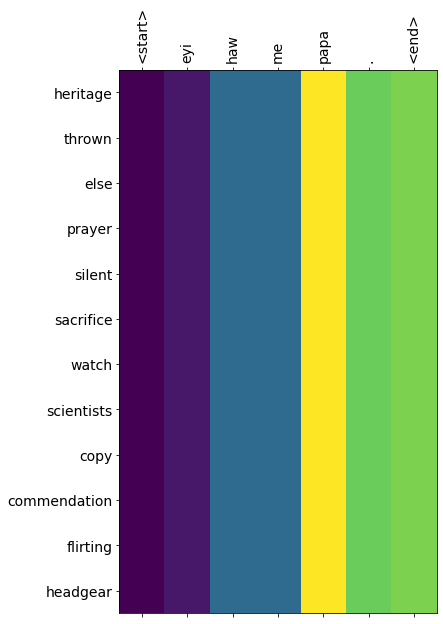 <start> eyi haw me papa . <end>
heritage
thrown
else
prayer
silent
sacrifice
watch
scientists
copy
commendation
flirting
headgear